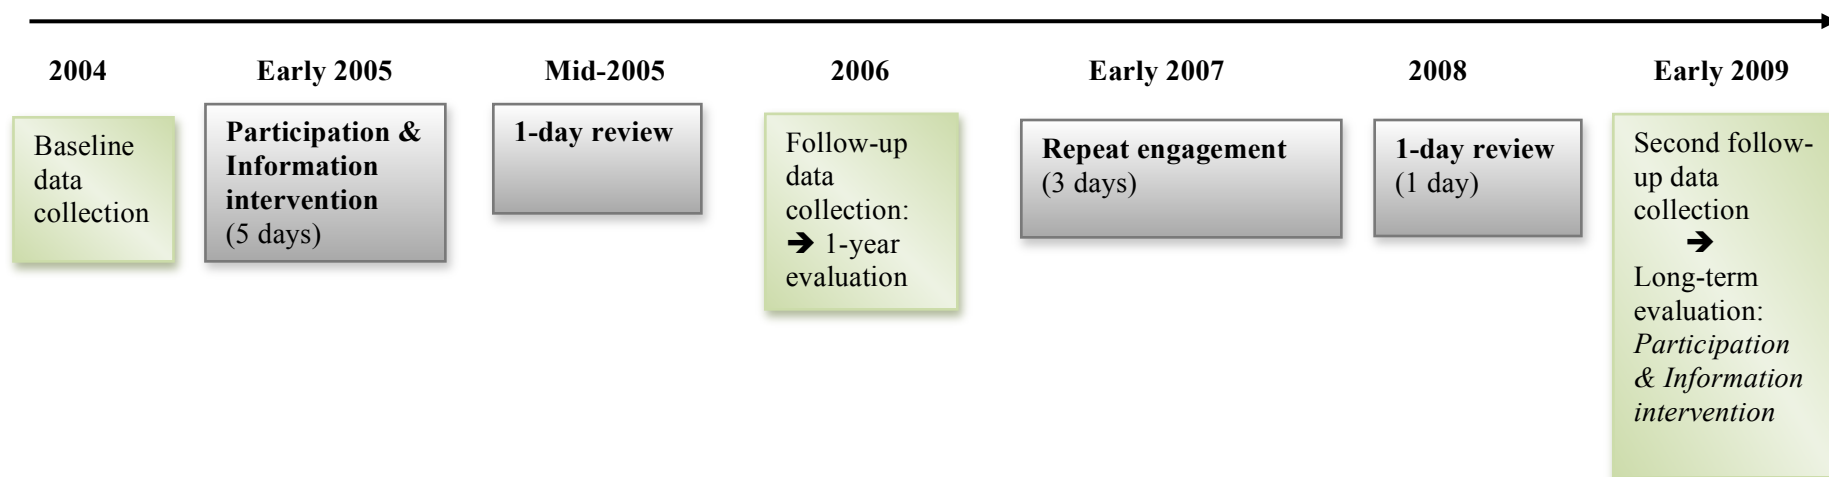 2004
Early 2005
Mid-2005
2006
Early 2007
2008
Early 2009
Baseline
data
collection
Participation &
Information
intervention
(5 days)
1-day review
Follow-up
data
collection:
➔ 1-year
evaluation
Repeat engagement
(3 days)
1-day review
(1 day)
Second follow-
up data
collection
➔
Long-term
evaluation:
Participation
& Information
intervention